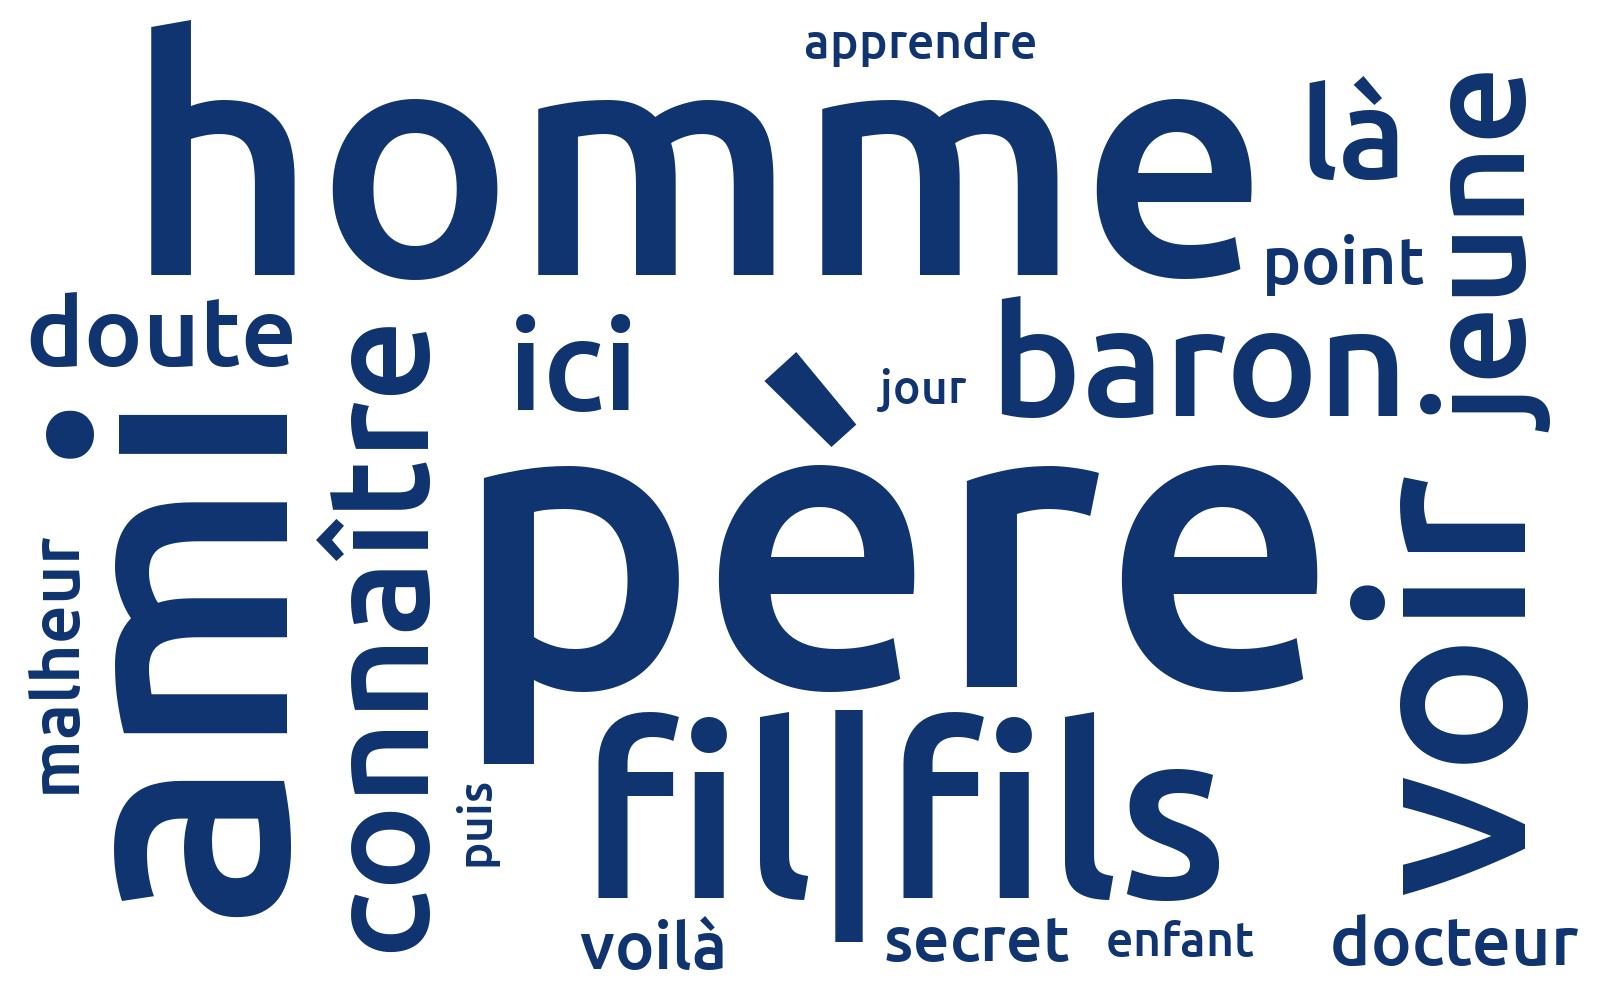 apprendre
homme
là
jeune
point
doute
ici
jour
baron
connaître
ami
père
voir
malheur
puis
fil|fils
voilà
secret
enfant
docteur